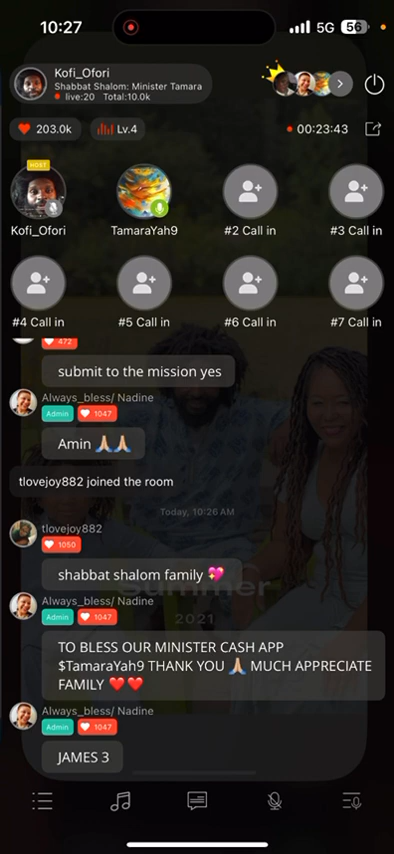 10:27
5G 56
Kofi_Ofori
Shabbat Shalom: Minister Tamara
live:20 Total:10.0k
203.0k
Lv.4
00:23:43
HOST
Kofi_Ofori
TamaraYah9
#2 Call in
#3 Call in
#4 Call in
#5 Call in
#6 Call in
#7 Call in
472
submit to the mission yes
Always_bless/ Nadine
Admin 1047
Amin 🙏🏼🙏🏼
tlovejoy882 joined the room
Today, 10:26 AM
tlovejoy882
1050
shabbat shalom family 💖
Summer
2021
Always_bless/ Nadine
Admin 1047
TO BLESS OUR MINISTER CASH APP
$TamaraYah9 THANK YOU 🙏🏼 MUCH APPRECIATE
FAMILY ❤️❤️
Always_bless/ Nadine
Admin 1047
JAMES 3